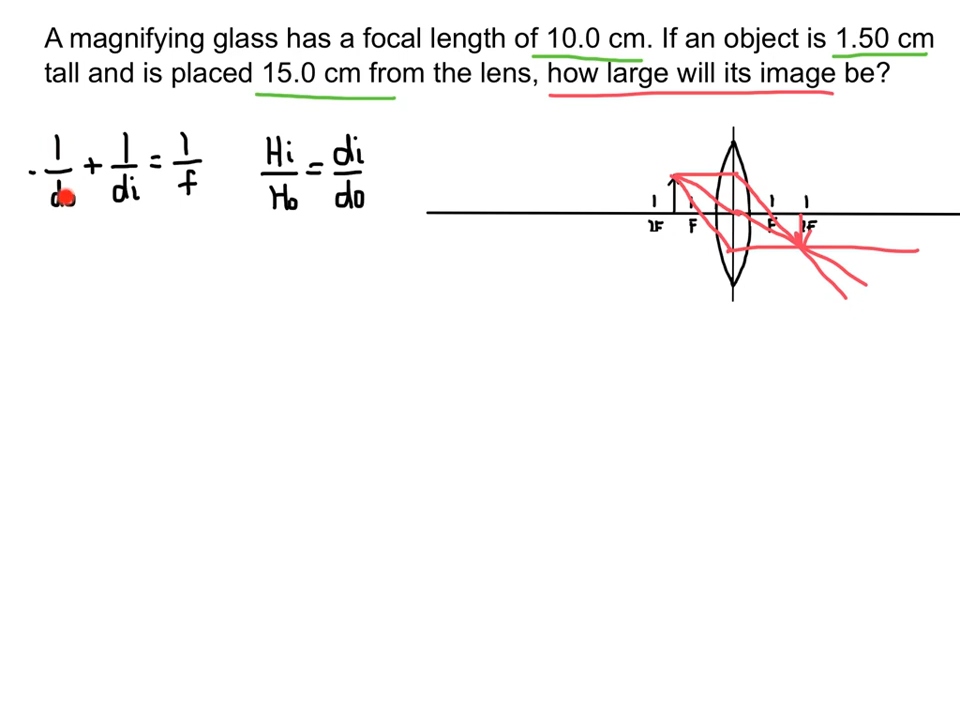 A magnifying glass has a focal length of 10.0 cm. If an object is 1.50 cm
tall and is placed 15.0 cm from the lens, how large will its image be?
1/do + 1/di = 1/f
Hi/Ho = di/do
2F F F 2F